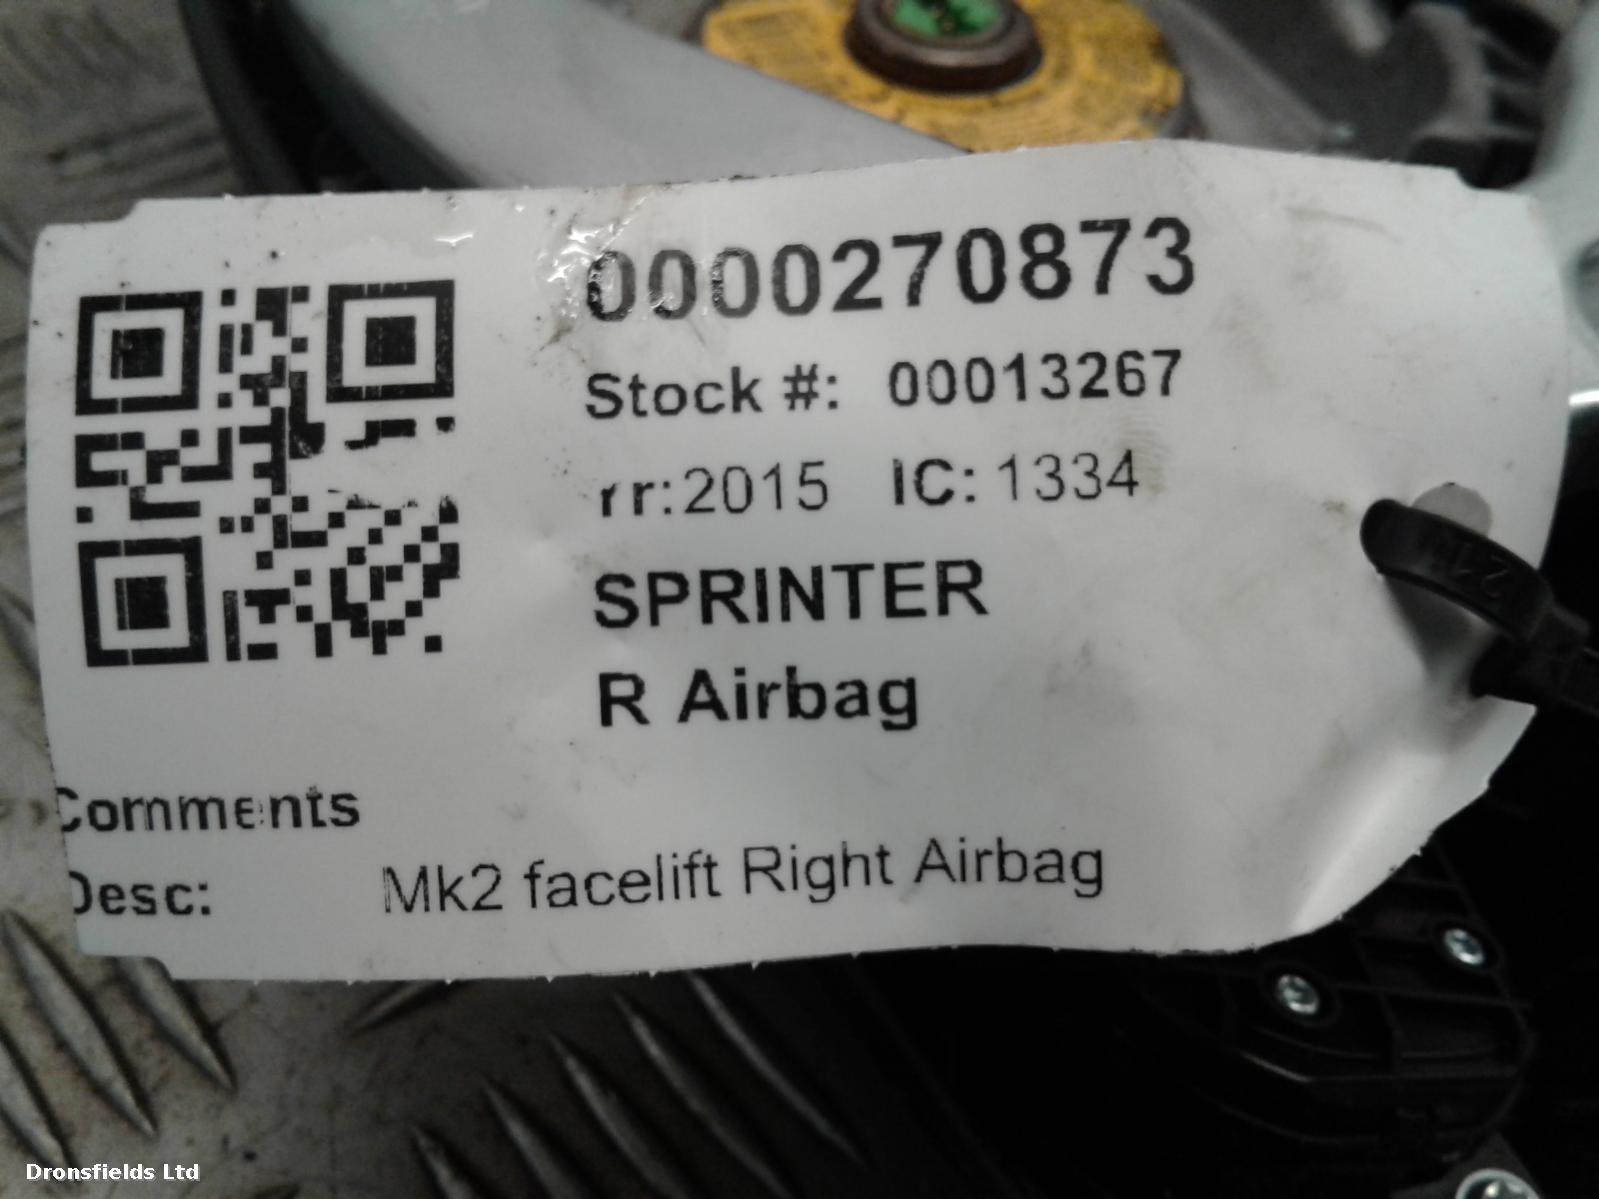 0000270873
Stock #: 00013267
rr:2015 IC: 1334
SPRINTER
R Airbag
Comments
Desc: Mk2 facelift Right Airbag
Dronsfields Ltd